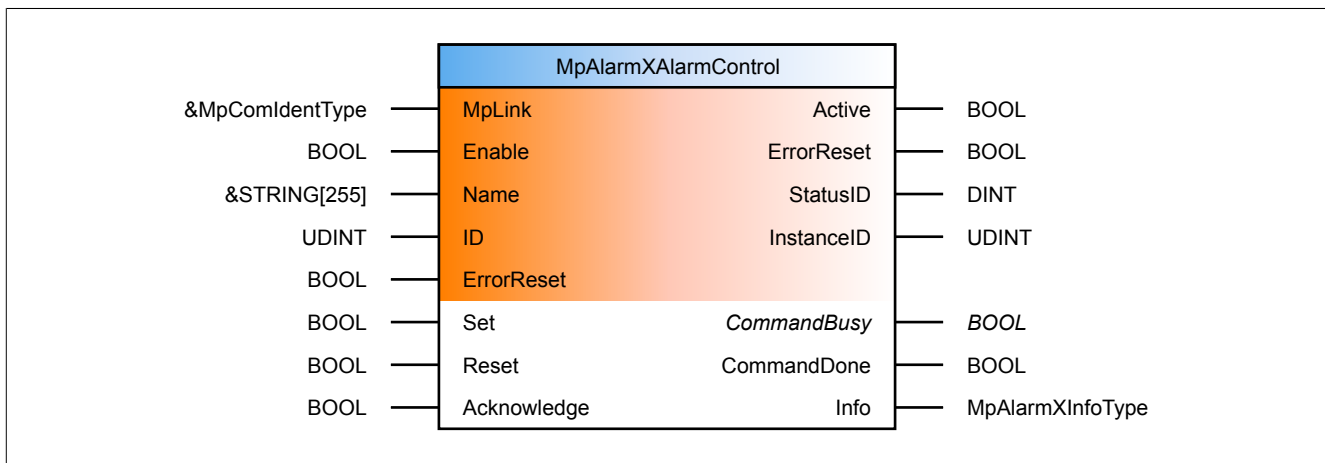 MpAlarmXAlarmControl
&MpComIdentType MpLink Active BOOL
BOOL Enable ErrorReset BOOL
&STRING[255] Name StatusID DINT
UDINT ID InstanceID UDINT
BOOL ErrorReset
BOOL Set CommandBusy BOOL
BOOL Reset CommandDone BOOL
BOOL Acknowledge Info MpAlarmXInfoType